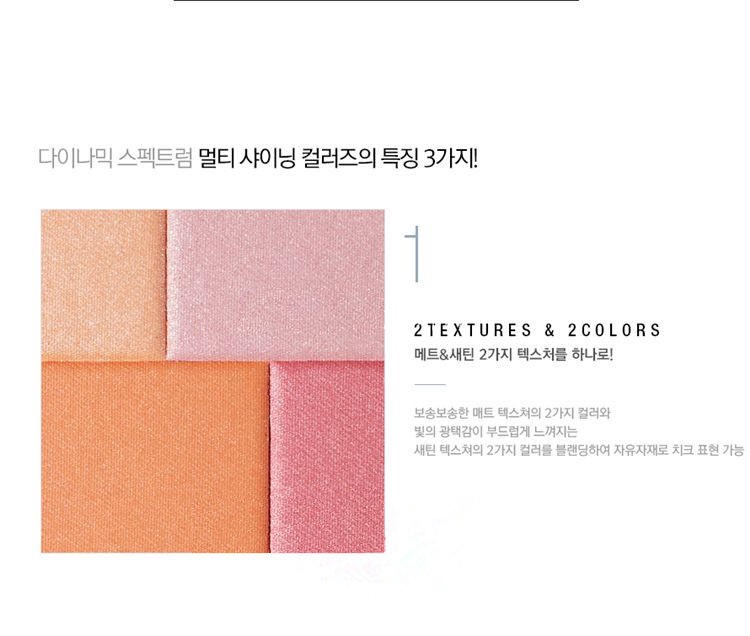 다이나믹 스펙트럼 멀티 샤이닝 컬러즈의 특징 3가지!
1
2TEXTURES & 2COLORS
메트&새틴 2가지 텍스처를 하나로!
보송보송한 매트 텍스쳐의 2가지 컬러와
빛의 광택감이 부드럽게 느껴지는
새틴 텍스쳐의 2가지 컬러를 블랜딩하여 자유자재로 치크 표현 가능